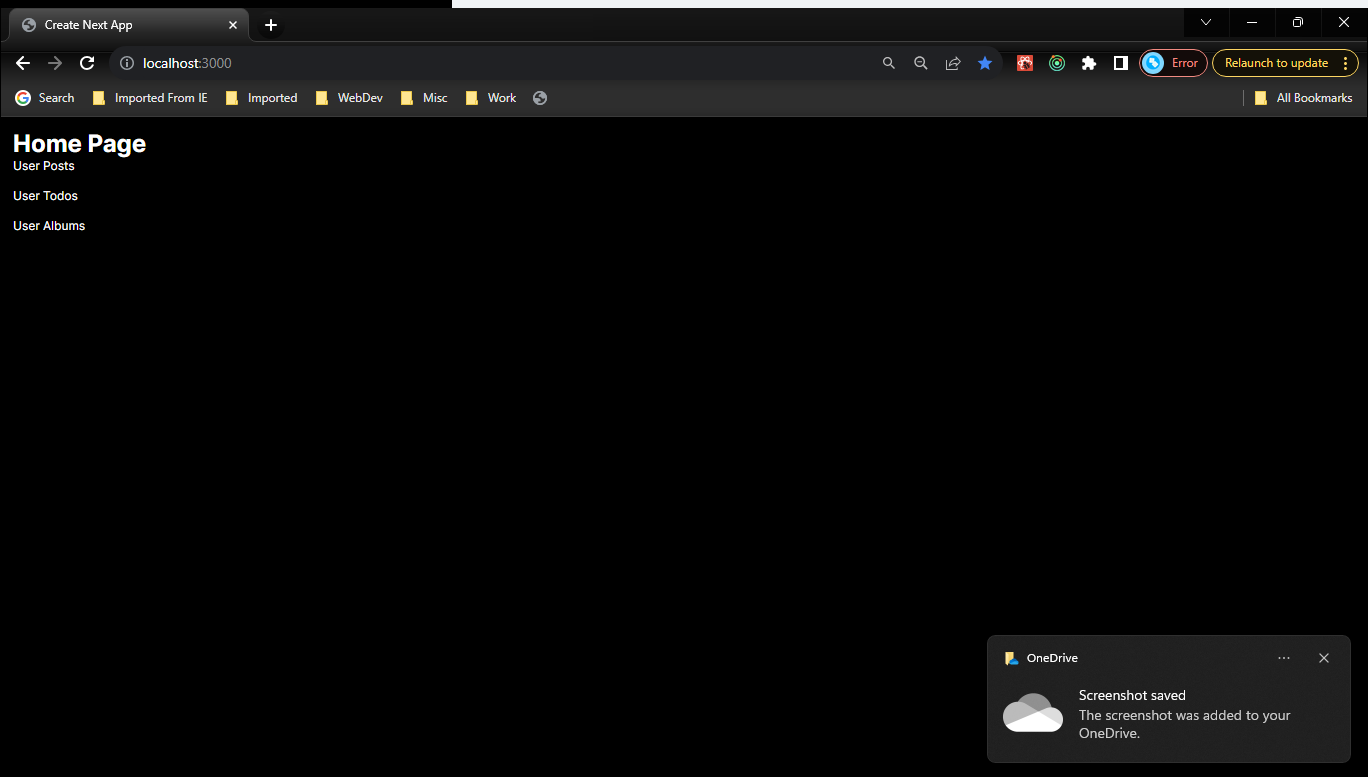 Create Next App
localhost:3000
Error
Relaunch to update
Search
Imported From IE
Imported
WebDev
Misc
Work
All Bookmarks
Home Page
User Posts
User Todos
User Albums
OneDrive
Screenshot saved
The screenshot was added to your
OneDrive.